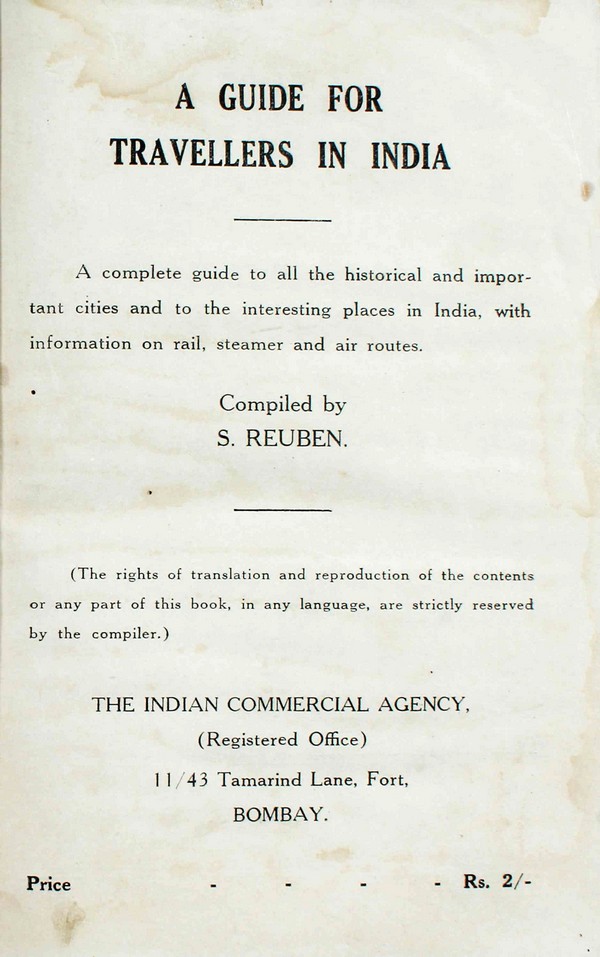 A GUIDE FOR
TRAVELLERS IN INDIA
A complete guide to all the historical and impor-
tant cities and to the interesting places in India, with
information on rail, steamer and air routes.
Compiled by
S. REUBEN.
(The rights of translation and reproduction of the contents
or any part of this book, in any language, are strictly reserved
by the compiler.)
THE INDIAN COMMERCIAL AGENCY,
(Registered Office)
11/43 Tamarind Lane, Fort,
BOMBAY.
Price - - - - Rs. 2/-